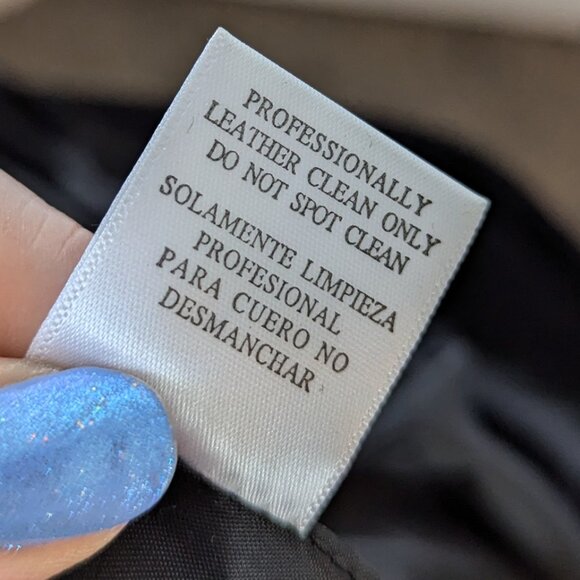 PROFESSIONALLY
LEATHER CLEAN ONLY
DO NOT SPOT CLEAN
SOLAMENTE LIMPIEZA
PROFESIONAL
PARA CUERO NO
DESMANCHAR